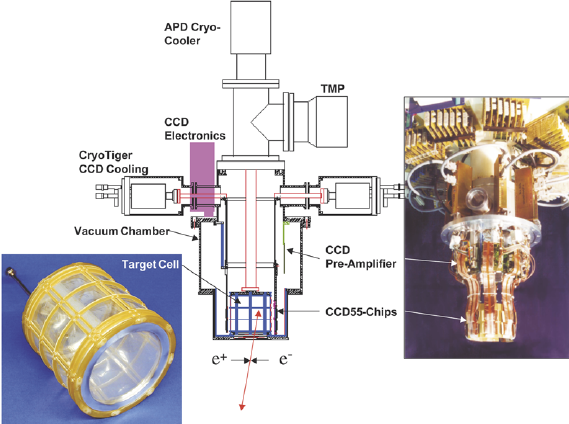 APD Cryo-
Cooler
TMP
CCD
Electronics
CryoTiger
CCD Cooling
Vacuum Chamber
Target Cell
CCD
Pre-Amplifier
CCD55-Chips
e+ e-